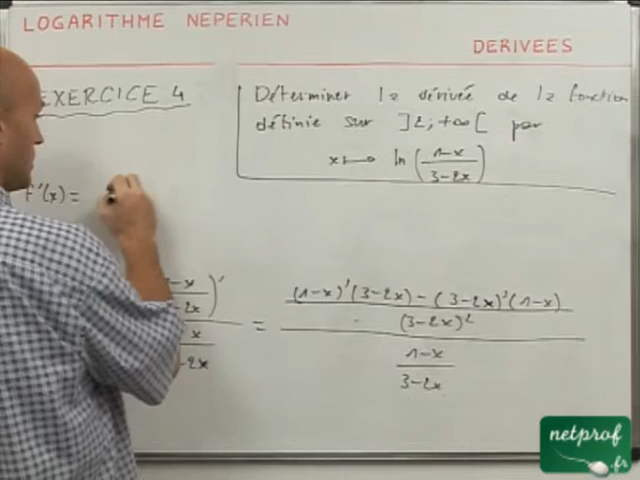 LOGARITHME NEPERIEN
DERIVEES
EXERCICE 4
Déterminer la dérivée de la fonction
définie sur ]2;+∞[ par
x ⟼ ln((1-x)/(3-2x))
f'(x) =
= ((1-x)'(3-2x) - (3-2x)'(1-x))/(3-2x)²
(1-x)/(3-2x)
netprof
.fr